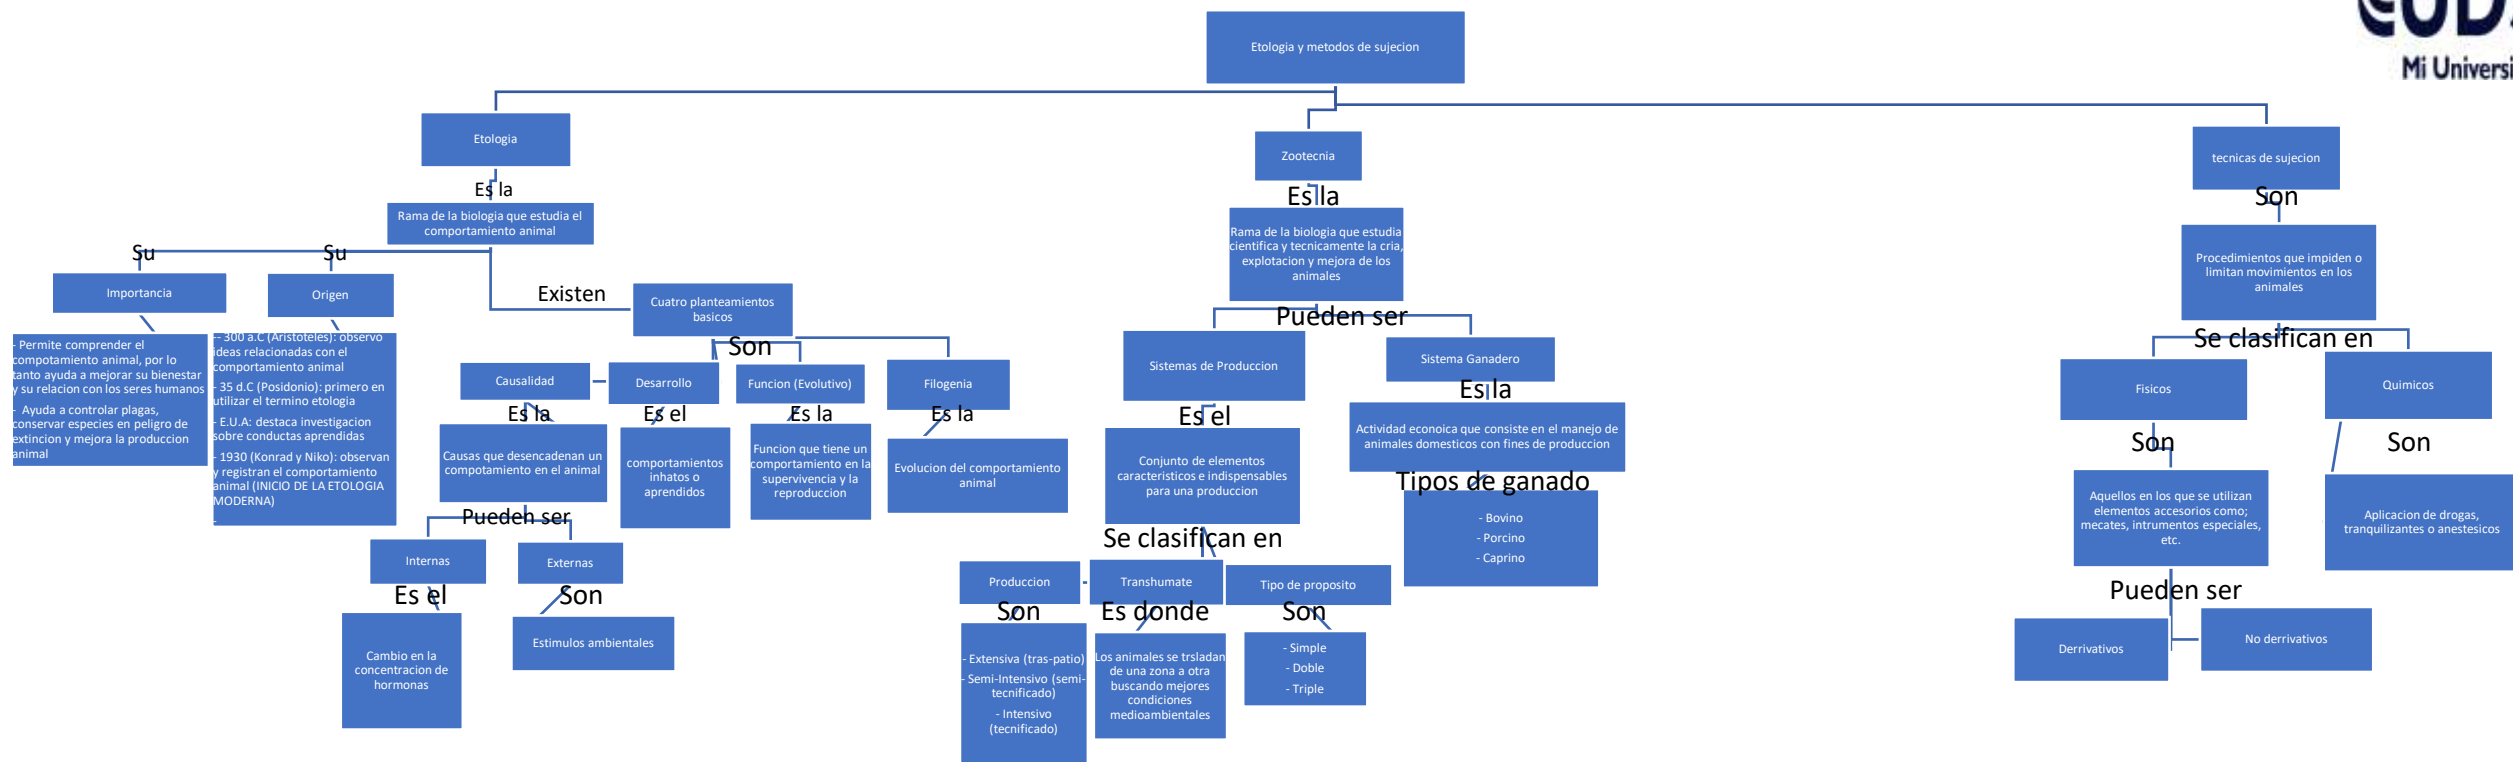 Mi Universi
Etologia y metodos de sujecion
Etologia
Es la
Rama de la biologia que estudia el
comportamiento animal
Su
Importancia
- Permite comprender el
compotamiento animal, por lo
tanto ayuda a mejorar su bienestar
y su relacion con los seres humanos
- Ayuda a controlar plagas,
conservar especies en peligro de
extincion y mejora la produccion
animal
Su
Origen
-- 300 a.C (Aristoteles): observo
ideas relacionadas con el
comportamiento animal
- 35 d.C (Posidonio): primero en
utilizar el termino etologia
- E.U.A: destaca investigacion
sobre conductas aprendidas
- 1930 (Konrad y Niko): observan
y registran el comportamiento
animal (INICIO DE LA ETOLOGIA
MODERNA)
-
Existen
Cuatro planteamientos
basicos
Son
Causalidad
Es la
Causas que desencadenan un
compotamiento en el animal
Pueden ser
Internas
Es el
Cambio en la
concentracion de
hormonas
Externas
Son
Estimulos ambientales
Desarrollo
Es el
comportamientos
inhatos o
aprendidos
Funcion (Evolutivo)
Es la
Funcion que tiene un
comportamiento en la
supervivencia y la
reproduccion
Filogenia
Es la
Evolucion del comportamiento
animal
Zootecnia
Es la
Rama de la biologia que estudia
cientifica y tecnicamente la cria,
explotacion y mejora de los
animales
Pueden ser
Sistemas de Produccion
Es el
Conjunto de elementos
caracteristicos e indispensables
para una produccion
Se clasifican en
Produccion
Son
- Extensiva (tras-patio)
- Semi-Intensivo (semi-
tecnificado)
- Intensivo
(tecnificado)
Transhumate
Es donde
Los animales se trsladan
de una zona a otra
buscando mejores
condiciones
medioambientales
Tipo de proposito
Son
- Simple
- Doble
- Triple
Sistema Ganadero
Es la
Actividad econoica que consiste en el manejo de
animales domesticos con fines de produccion
Tipos de ganado
- Bovino
- Porcino
- Caprino
tecnicas de sujecion
Son
Procedimientos que impiden o
limitan movimientos en los
animales
Se clasifican en
Fisicos
Son
Aquellos en los que se utilizan
elementos accesorios como;
mecates, intrumentos especiales,
etc.
Pueden ser
Derrivativos
No derrivativos
Quimicos
Son
Aplicacion de drogas,
tranquilizantes o anestesicos